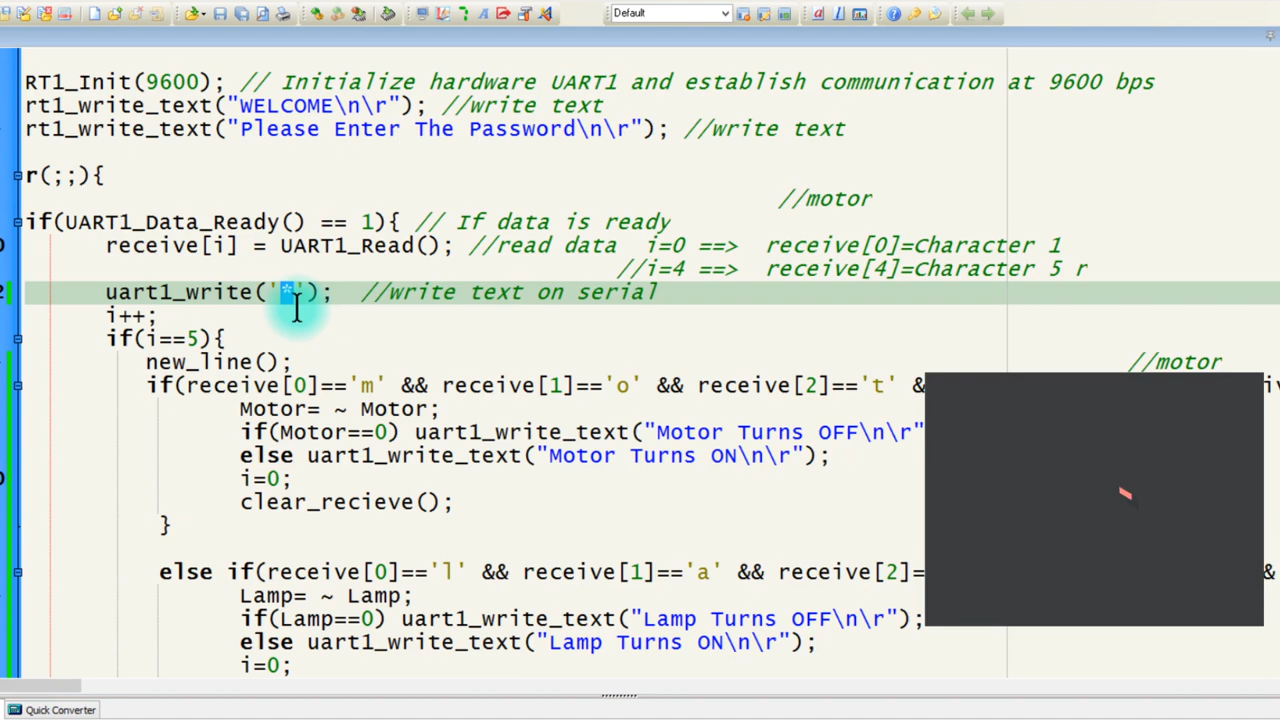 Default
RT1_Init(9600); // Initialize hardware UART1 and establish communication at 9600 bps
rt1_write_text("WELCOME\n\r"); //write text
rt1_write_text("Please Enter The Password\n\r"); //write text
r(;;){
//motor
if(UART1_Data_Ready() == 1){ // If data is ready
receive[i] = UART1_Read(); //read data i=0 ==> receive[0]=Character 1
//i=4 ==> receive[4]=Character 5 r
uart1_write('*'); //write text on serial
i++;
if(i==5){
new_line(); //motor
if(receive[0]=='m' && receive[1]=='o' && receive[2]=='t' &
Motor= ~ Motor;
if(Motor==0) uart1_write_text("Motor Turns OFF\n\r"
else uart1_write_text("Motor Turns ON\n\r");
i=0;
clear_recieve();
}
else if(receive[0]=='l' && receive[1]=='a' && receive[2]= &
Lamp= ~ Lamp;
if(Lamp==0) uart1_write_text("Lamp Turns OFF\n\r");
else uart1_write_text("Lamp Turns ON\n\r");
i=0;
Quick Converter